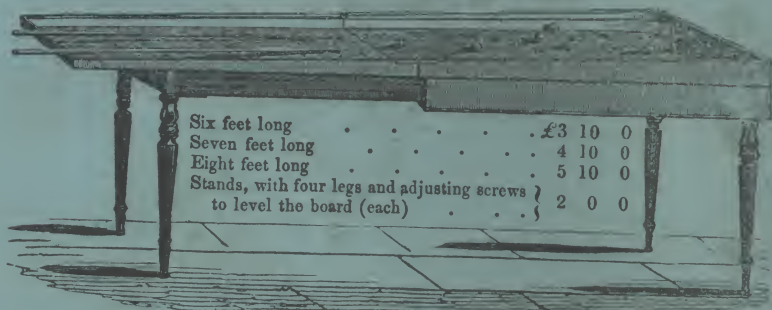 Six feet long . . . . . . £3 10 0
Seven feet long . . . . . . 4 10 0
Eight feet long . . . . . . 5 10 0
Stands, with four legs and adjusting screws } 2 0 0
to level the board (each) . . .